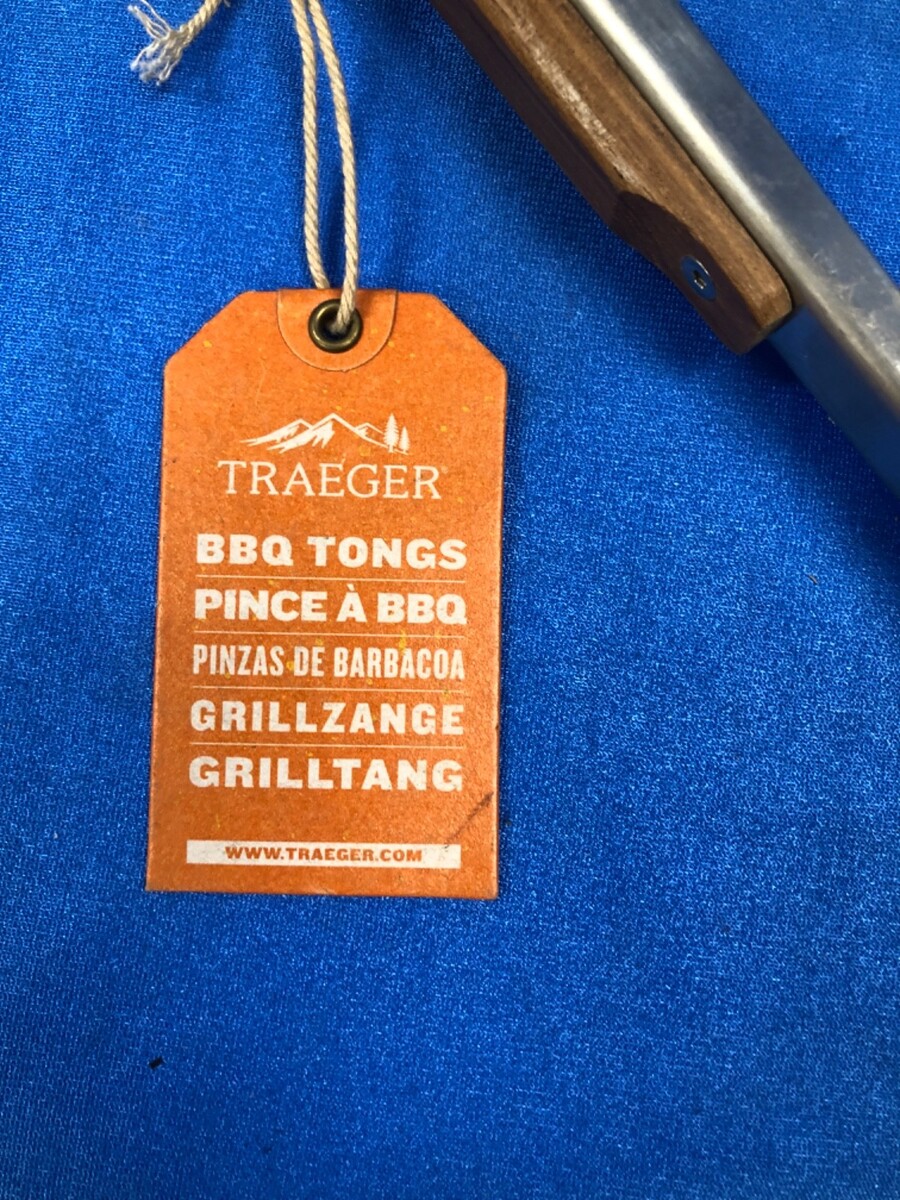 TRAEGER
BBQ TONGS
PINCE À BBQ
PINZAS DE BARBACOA
GRILLZANGE
GRILLTANG
WWW.TRAEGER.COM